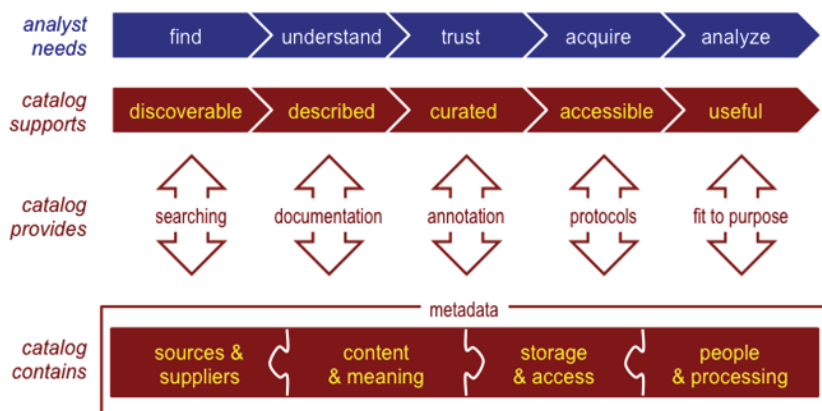 analyst needs
find understand trust acquire analyze
catalog supports
discoverable described curated accessible useful
catalog provides
searching documentation annotation protocols fit to purpose
metadata
catalog contains
sources & suppliers
content & meaning
storage & access
people & processing